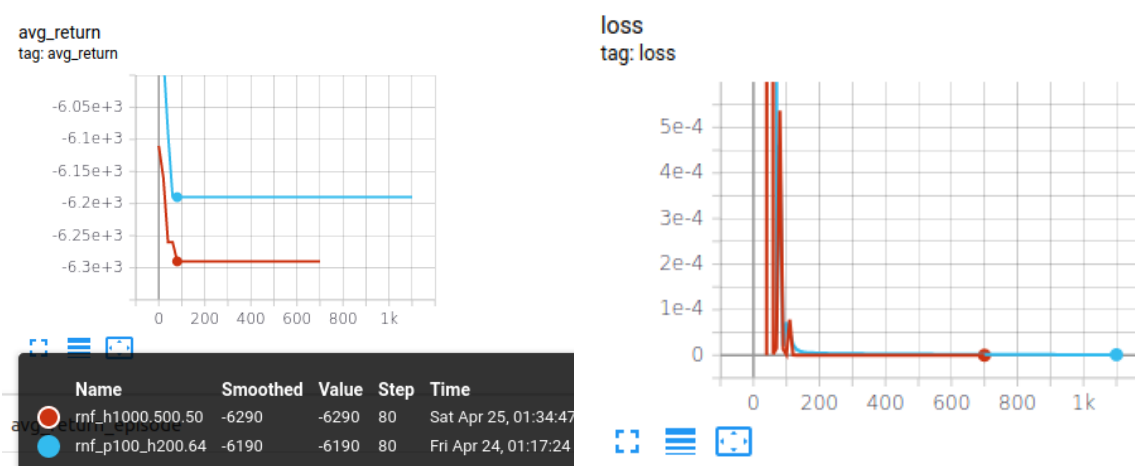 avg_return
tag: avg_return
-6.05e+3
-6.1e+3
-6.15e+3
-6.2e+3
-6.25e+3
-6.3e+3
0 200 400 600 800 1k
Name Smoothed Value Step Time
rnf_h1000.500.50 -6290 -6290 80 Sat Apr 25, 01:34:47
rnf_p100_h200.64 -6190 -6190 80 Fri Apr 24, 01:17:24
avg_return_episode
loss
tag: loss
5e-4
4e-4
3e-4
2e-4
1e-4
0
0 200 400 600 800 1k